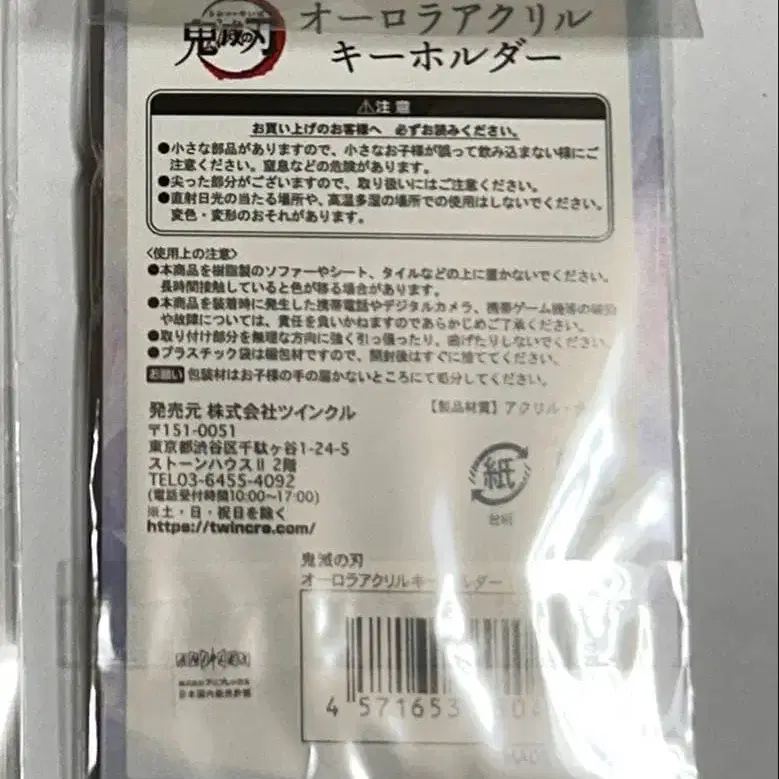 鬼滅の刃
オーロラアクリル
キーホルダー
⚠注意
お買い上げのお客様へ 必ずお読みください。
●小さな部品がありますので、小さなお子様が誤って飲み込まない様にご
注意ください。窒息などの危険があります。
●尖った部分がございますので、取り扱いにはご注意ください。
●直射日光の当たる場所や、高温多湿の場所での使用はしないでください。
変色・変形のおそれがあります。
<使用上の注意>
●本商品を樹脂製のソファーやシート、タイルなどの上に置かないでください。
長時間接触していると色が移る場合があります。
●本商品を装着時に発生した携帯電話やデジタルカメラ、携帯ゲーム機等の破損
や故障については、責任を負いかねますのであらかじめご了承ください。
●取り付け部分を無理な方向に強く引っ張ったり、曲げたりしないでください。
●プラスチック袋は梱包材ですので、開封後はすぐに捨ててください。
お願い 包装材はお子様の手の届かないところにて処分してください。
発売元 株式会社ツインクル
〒151-0051
東京都渋谷区千駄ヶ谷1-24-5
ストーンハウスⅡ 2階
TEL03-6455-4092
(電話受付時間10:00~17:00)
※土・日・祝日を除く
https://twincre.com/
【製品材質】アクリル・
紙
台紙
鬼滅の刃
オーロラアクリルキーホルダー
4 571653 04
日本国内販売許諾